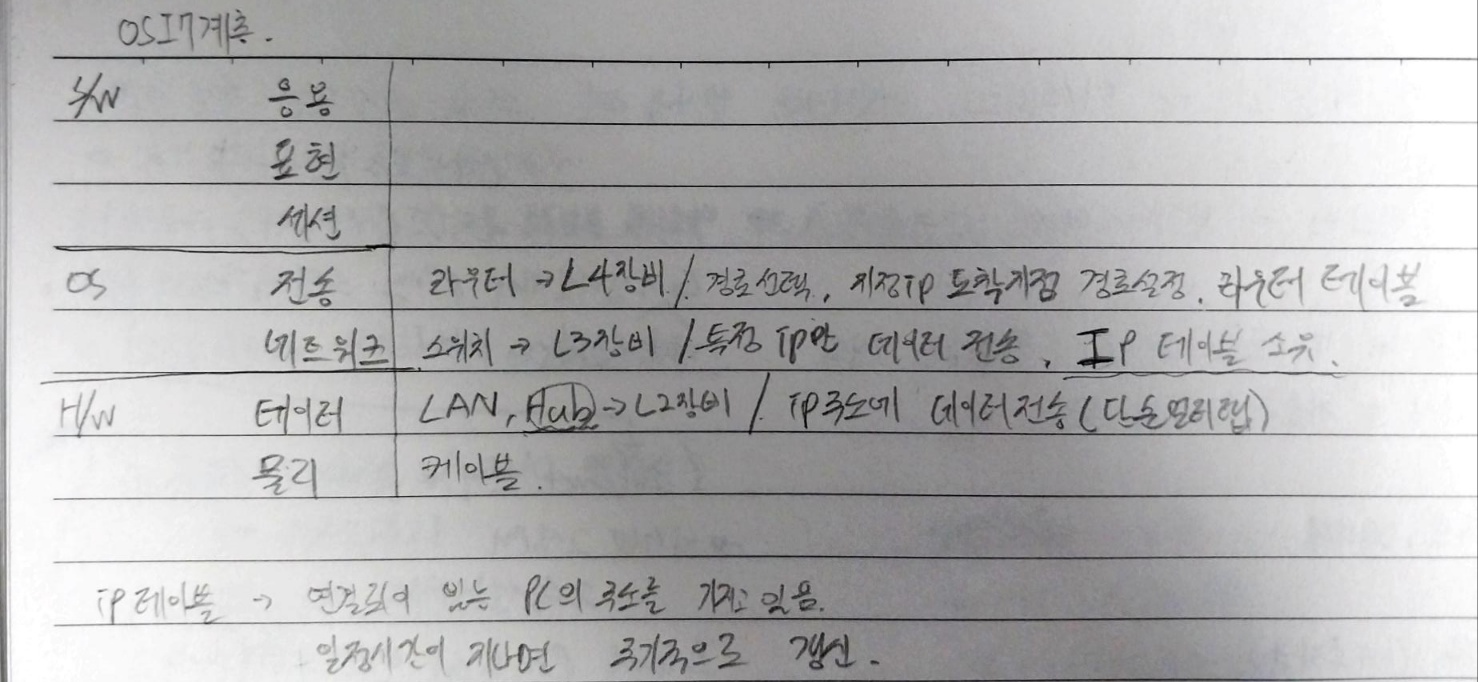 OSI 7계층.
S/W 응용
표현
세션
OS 전송 라우터 → L4장비 / 경로선택, 지정ip 도착지점 경로설정. 라우터 테이블
네트워크 스위치 → L3장비 / 특정 ip만 데이터 전송, IP 테이블 소유.
H/W 데이터 LAN, Hub → L2장비 / ip주소네 데이터전송 (단순멀티탭)
물리 케이블.
ip테이블 → 연결되어 있는 PC의 주소를 가지고 있음.
일정시간이 지나면 주기적으로 갱신.